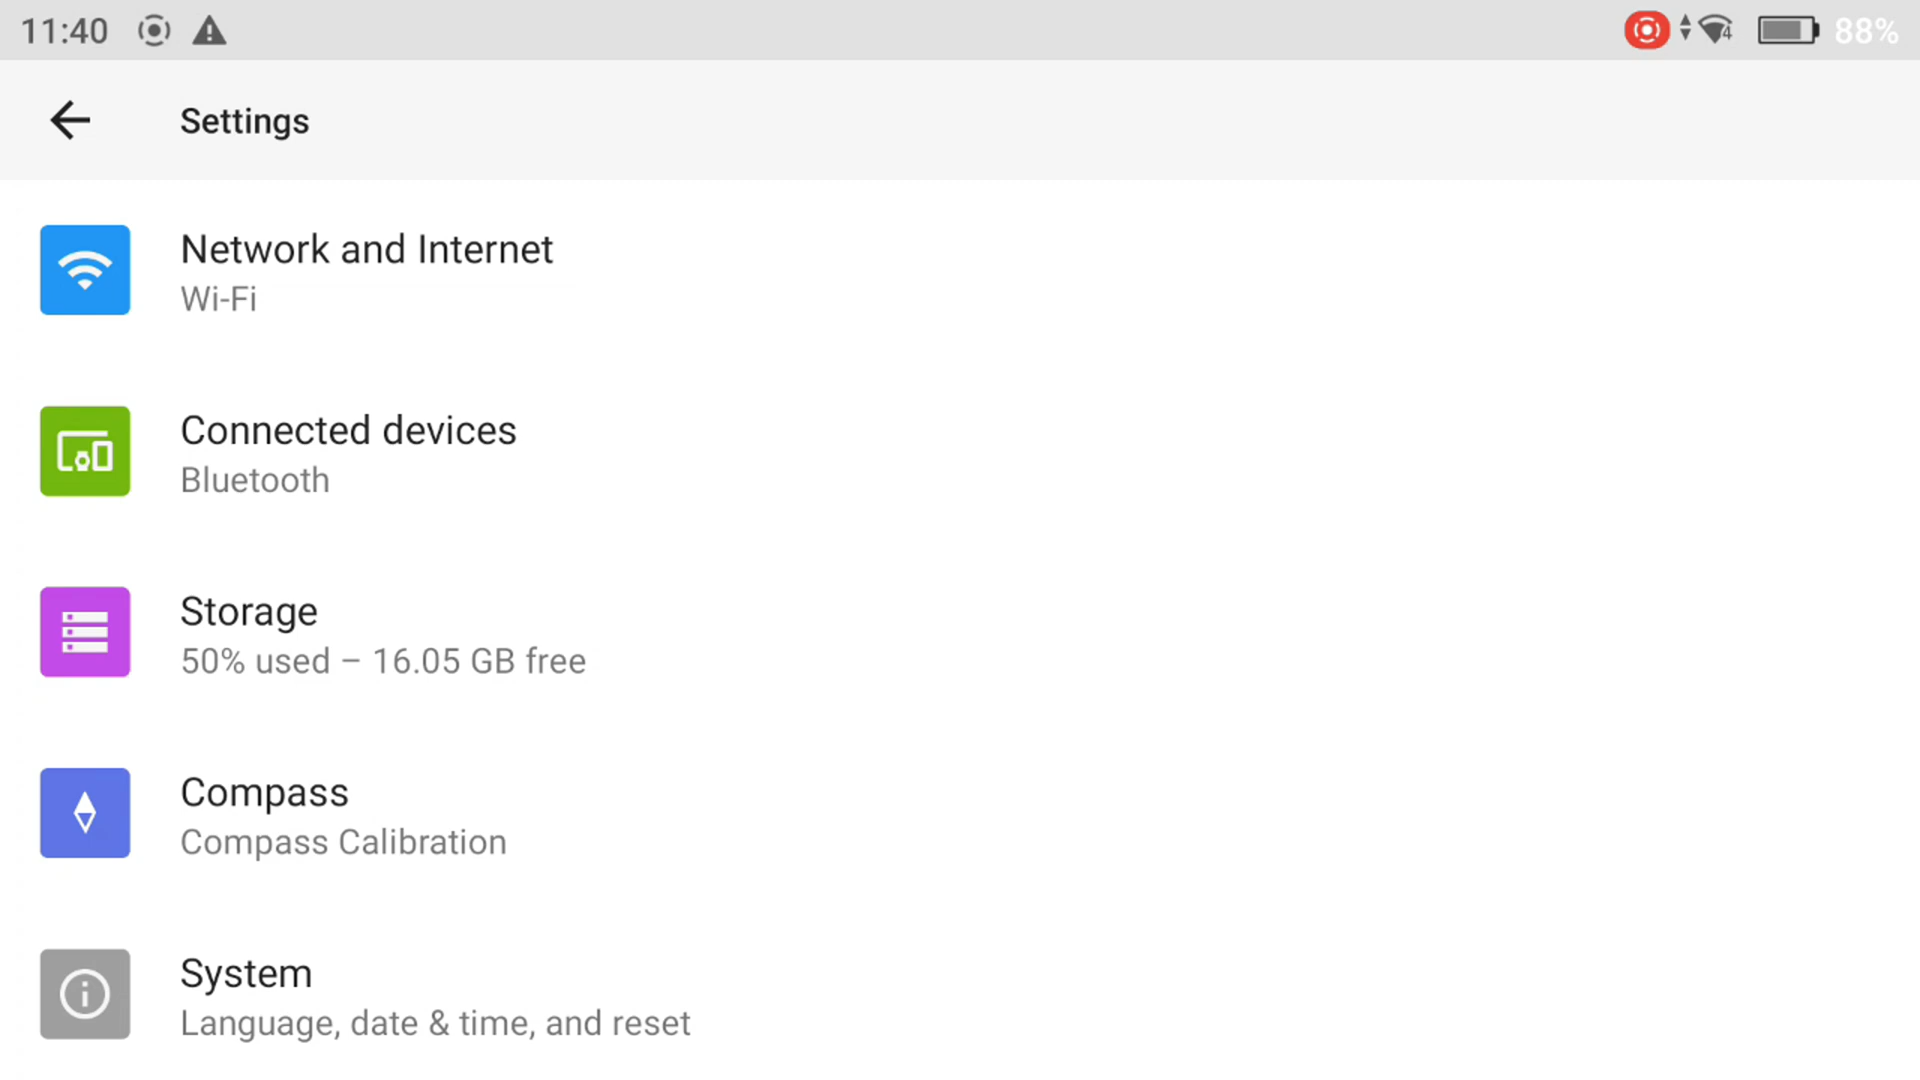 11:40
4
88%
Settings
Network and Internet
Wi-Fi
Connected devices
Bluetooth
Storage
50% used – 16.05 GB free
Compass
Compass Calibration
System
Language, date & time, and reset